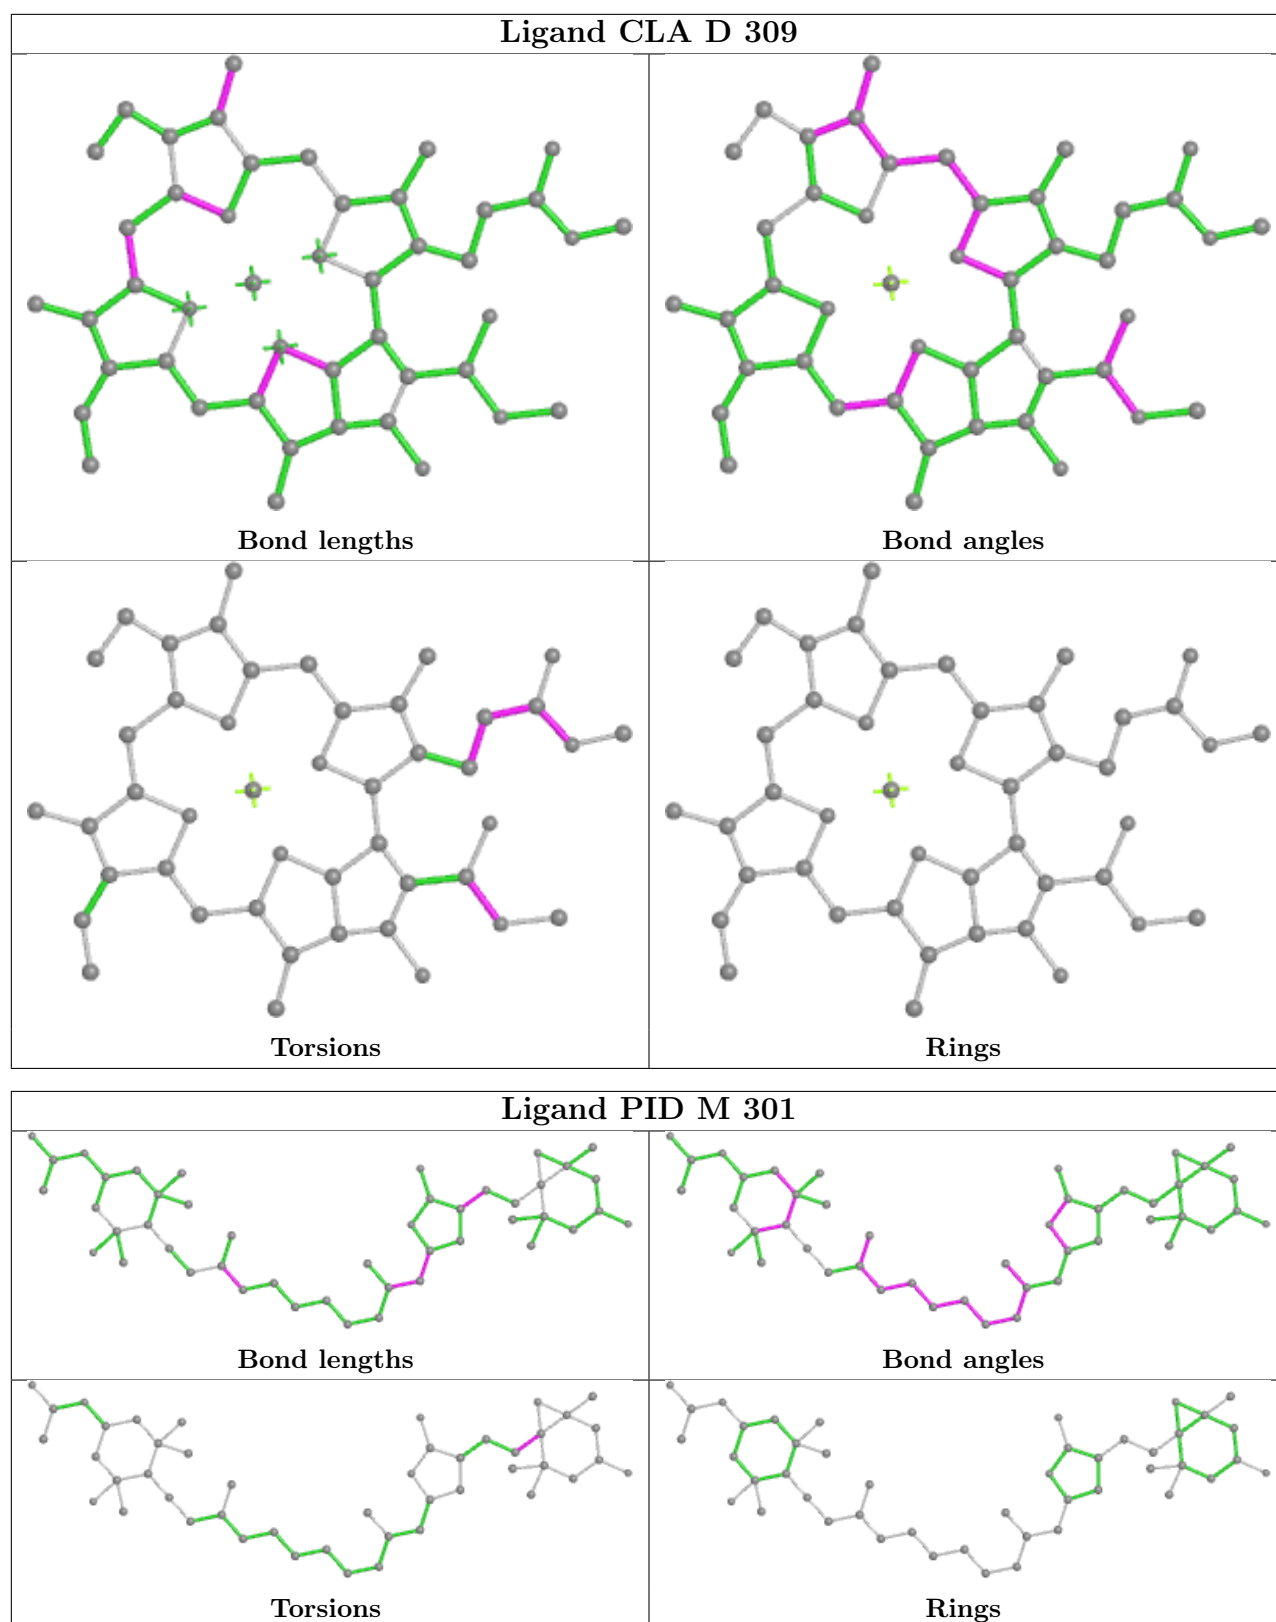 Ligand CLA D 309
Bond lengths
Bond angles
Torsions
Rings
Ligand PID M 301
Bond lengths
Bond angles
Torsions
Rings